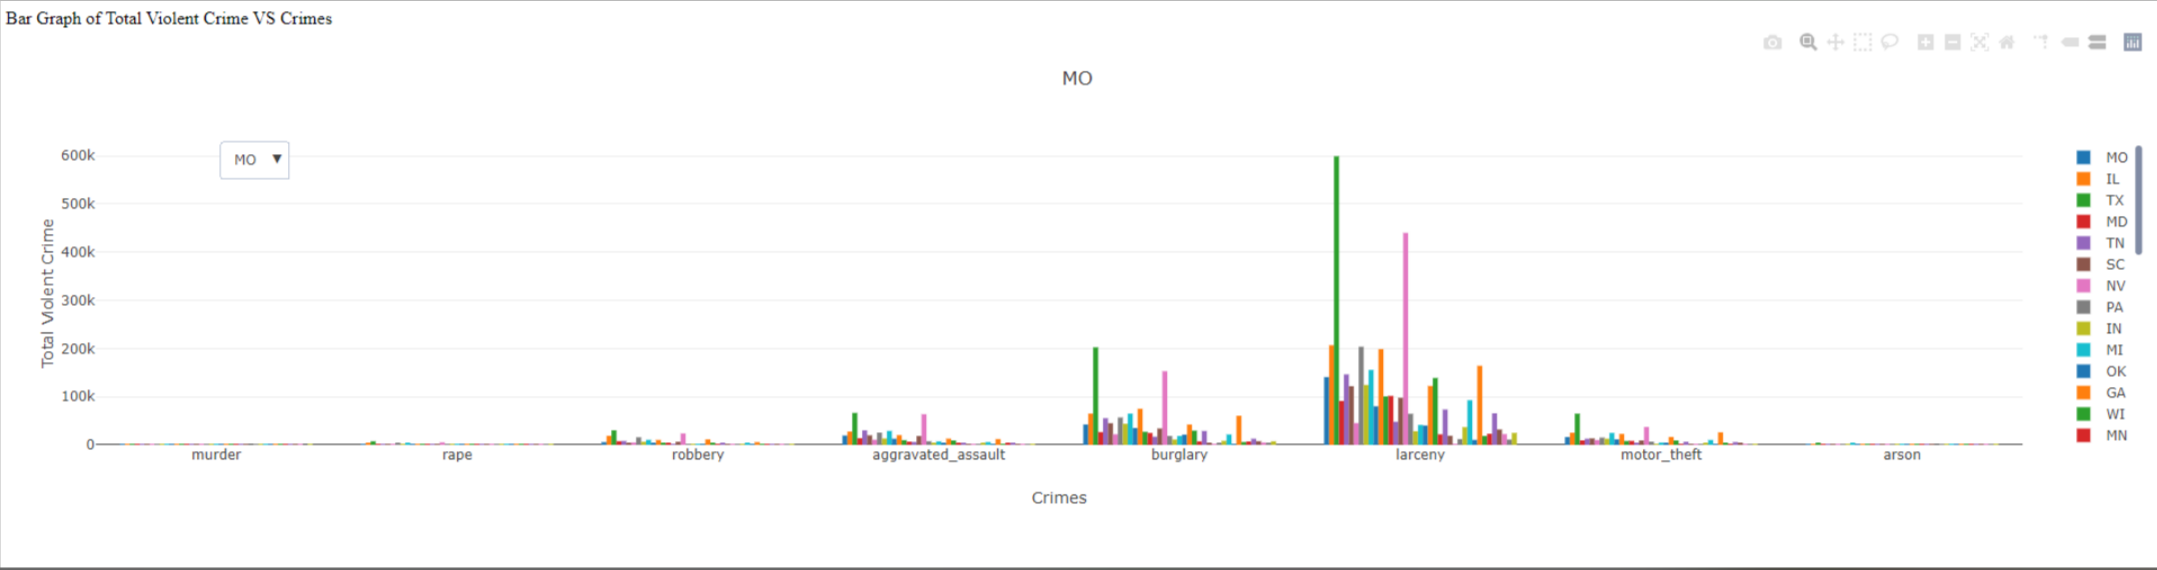 Bar Graph of Total Violent Crime VS Crimes
MO
MO ▼
Total Violent Crime
600k
500k
400k
300k
200k
100k
0
murder rape robbery aggravated_assault burglary larceny motor_theft arson
Crimes
MO
IL
TX
MD
TN
SC
NV
PA
IN
MI
OK
GA
WI
MN